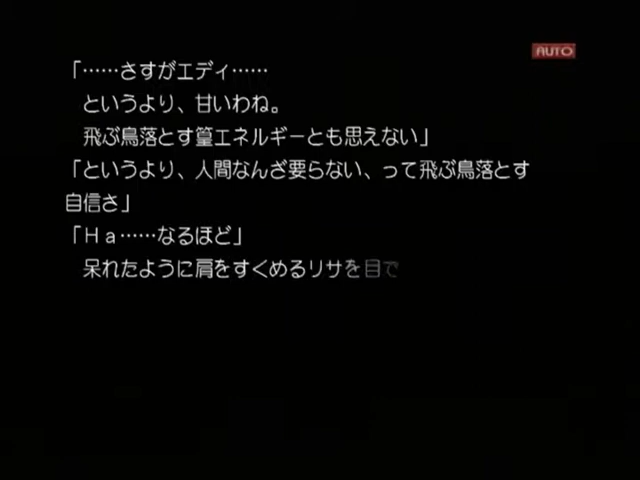 AUTO
「……さすがエディ……
というより、甘いわね。
飛ぶ鳥落とす篁エネルギーとも思えない」
「というより、人間なんざ要らない、って飛ぶ鳥落とす
自信さ」
「Ｈａ……なるほど」
呆れたように肩をすくめるリサを目で